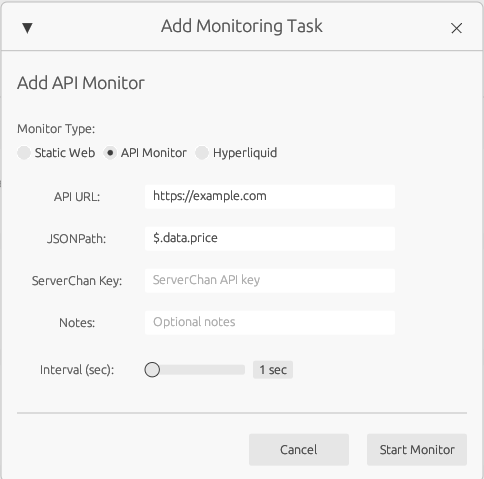 Add Monitoring Task
Add API Monitor
Monitor Type:
Static Web API Monitor Hyperliquid
API URL: https://example.com
JSONPath: $.data.price
ServerChan Key: ServerChan API key
Notes: Optional notes
Interval (sec): 1 sec
Cancel Start Monitor